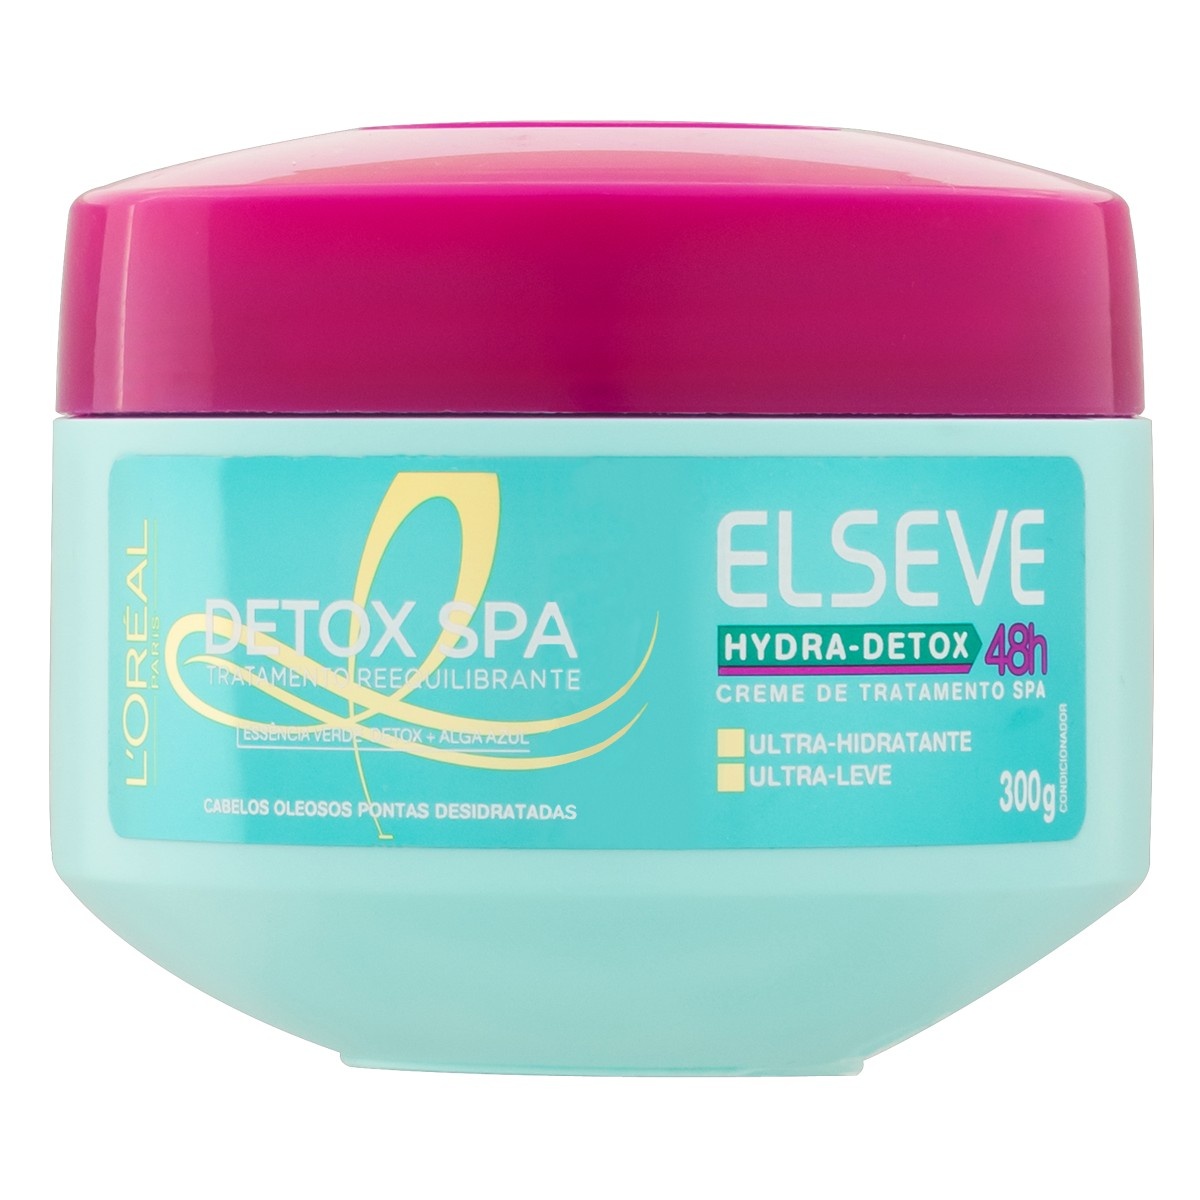 L'ORÉAL
PARIS
DETOX SPA
TRATAMENTO REEQUILIBRANTE
ESSÊNCIA VERDE DETOX + ALGA AZUL
CABELOS OLEOSOS PONTAS DESIDRATADAS
ELSEVE
HYDRA-DETOX 48h
CREME DE TRATAMENTO SPA
ULTRA-HIDRATANTE
ULTRA-LEVE
300g
CONDICIONADOR